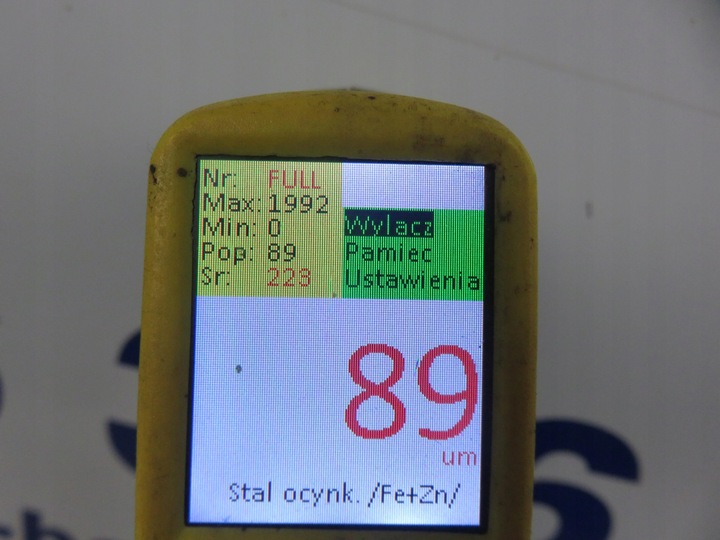 Nr: FULL
Max: 1992
Min: 0
Pop: 89
Sr: 223
Wylacz
Pamiec
Ustawienia
89
um
Stal ocynk. /Fe+Zn/